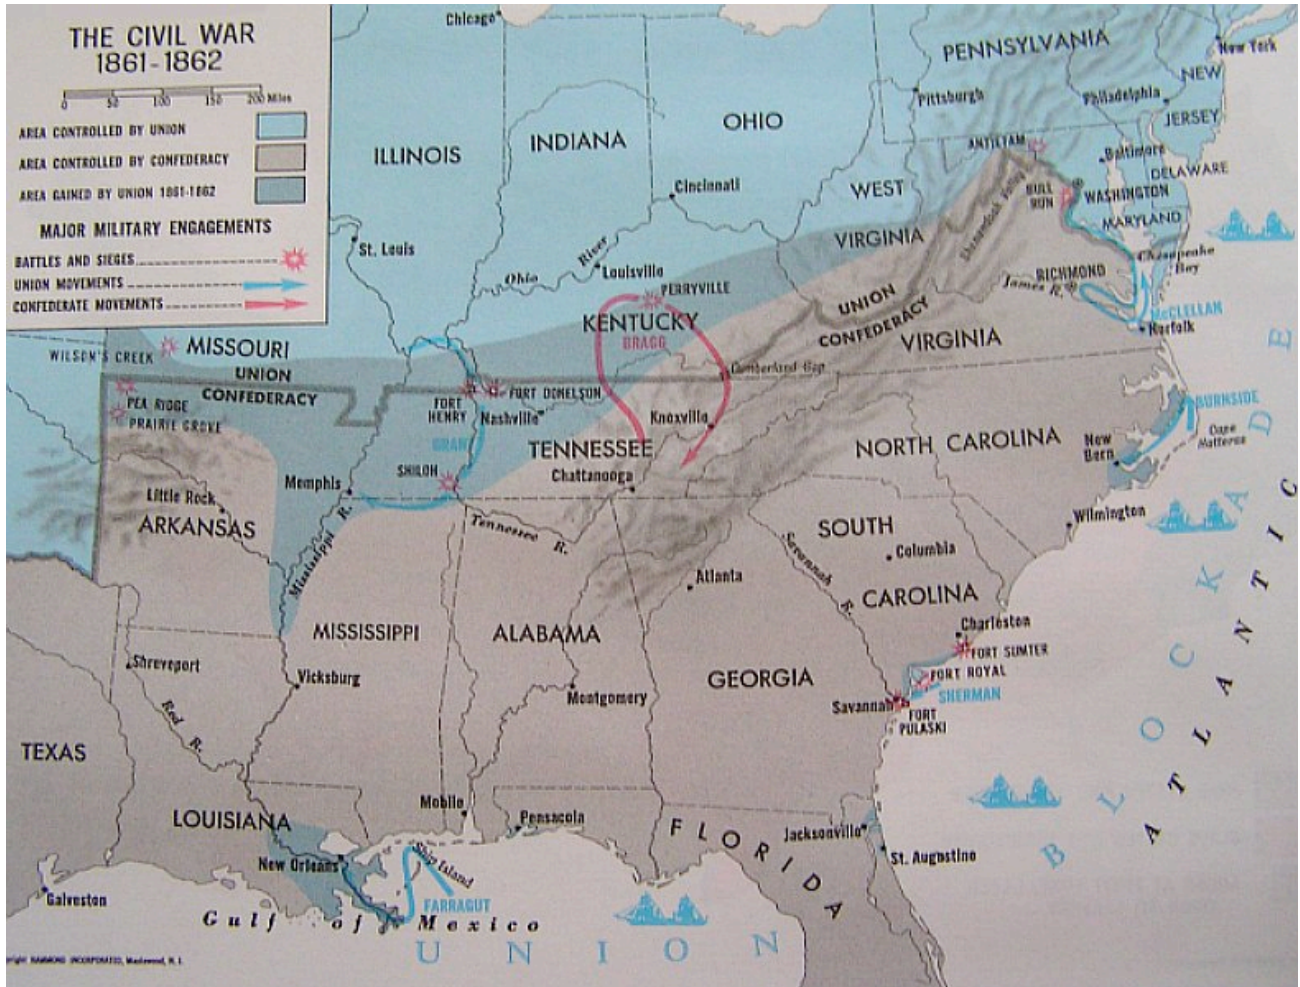 THE CIVIL WAR
1861-1862
0 50 100 150 200 Miles
AREA CONTROLLED BY UNION
AREA CONTROLLED BY CONFEDERACY
AREA GAINED BY UNION 1861-1862
MAJOR MILITARY ENGAGEMENTS
BATTLES AND SIEGES
UNION MOVEMENTS
CONFEDERATE MOVEMENTS
Chicago
PENNSYLVANIA
New York
Pittsburgh
Philadelphia
NEW
JERSEY
OHIO
INDIANA
ILLINOIS
ANTIETAM
Baltimore
DELAWARE
WEST
VIRGINIA
Cincinnati
BULL
RUN
WASHINGTON
MARYLAND
Shenandoah Valley
St. Louis
Ohio River
Louisville
Chesapeake
Bay
RICHMOND
James R.
McCLELLAN
Norfolk
PERRYVILLE
KENTUCKY
BRAGG
UNION
CONFEDERACY
VIRGINIA
WILSON'S CREEK
MISSOURI
UNION
CONFEDERACY
Cumberland Gap
PEA RIDGE
PRAIRIE GROVE
FORT
HENRY
FORT DONELSON
Nashville
Knoxville
GRANT
TENNESSEE
SHILOH
Chattanooga
BURNSIDE
Cape
Hatteras
New
Bern
NORTH CAROLINA
Memphis
Little Rock
ARKANSAS
Mississippi R.
Tennessee R.
Wilmington
SOUTH
CAROLINA
Columbia
Savannah R.
Atlanta
Charleston
FORT SUMTER
FORT ROYAL
SHERMAN
MISSISSIPPI
ALABAMA
GEORGIA
Shreveport
Vicksburg
Montgomery
Savannah
FORT
PULASKI
Red R.
TEXAS
LOUISIANA
Mobile
Pensacola
FLORIDA
Jacksonville
St. Augustine
New Orleans
Ship Island
FARRAGUT
Galveston
Gulf of Mexico
UNION BLOCKADE
ATLANTIC
HAMMOND INCORPORATED, Maplewood, N. J.